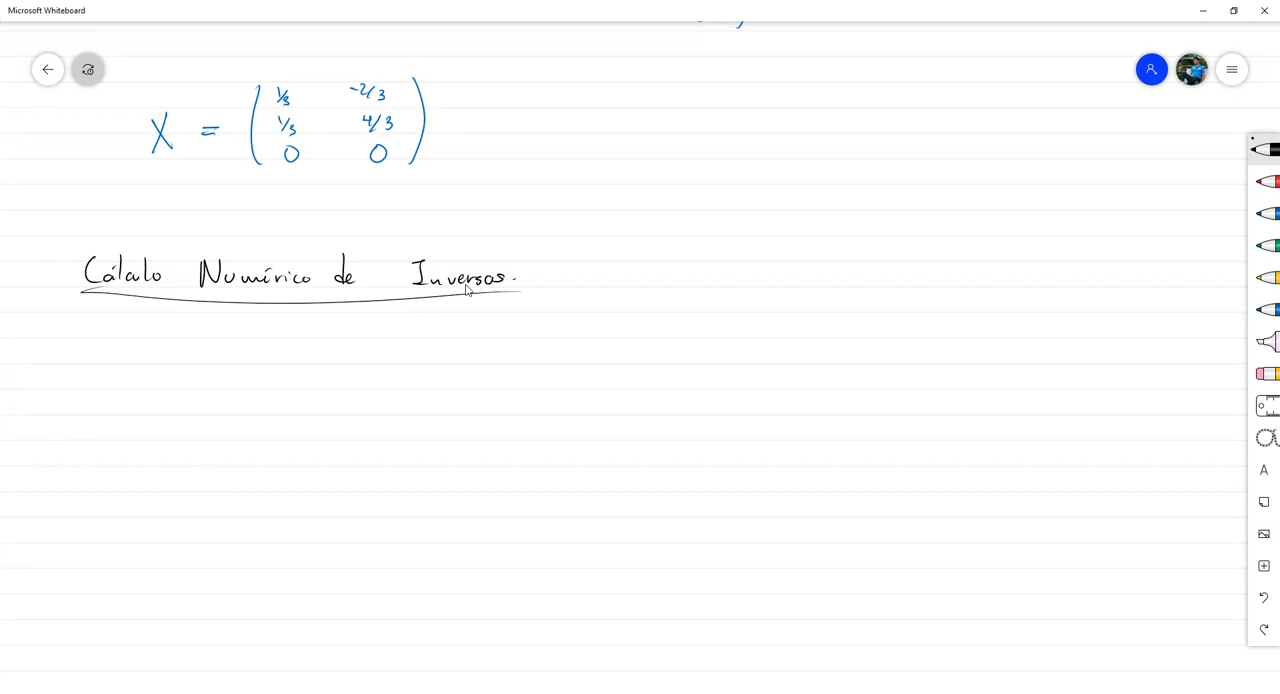 Microsoft Whiteboard
X = ( 1/3 -2/3
1/3 4/3
0 0 )
Cálculo Numérico de Inversas.
A